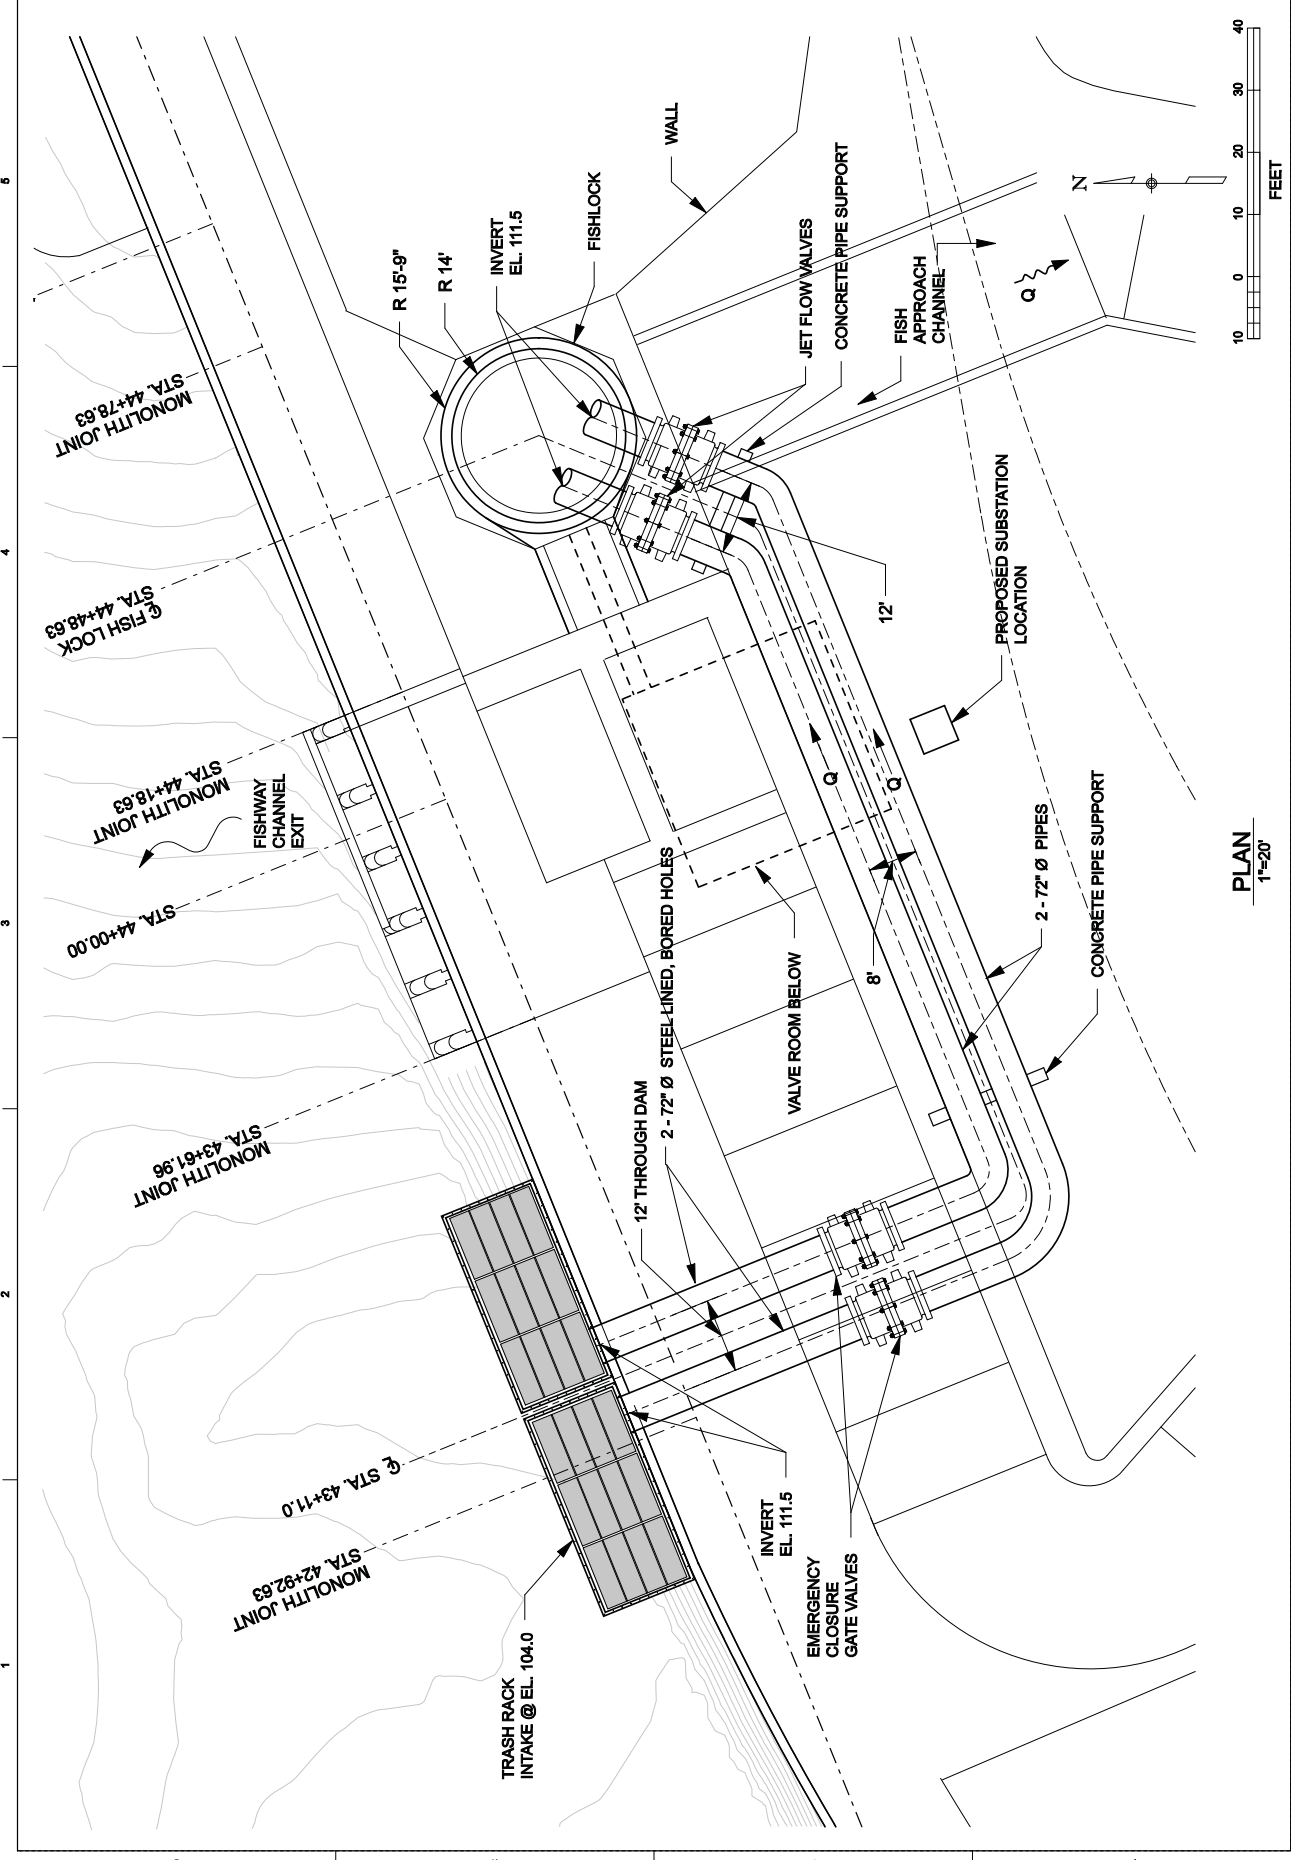 5
4
3
2
1
MONOLITH JOINT
STA. 44+78.63
℄ FISH LOCK
STA. 44+48.63
MONOLITH JOINT
STA. 44+18.63
STA. 44+00.00
MONOLITH JOINT
STA. 43+61.96
℄ STA. 43+11.0
MONOLITH JOINT
STA. 42+92.63
FISHWAY
CHANNEL
EXIT
R 15'-9"
R 14'
INVERT
EL. 111.5
FISHLOCK
WALL
JET FLOW VALVES
CONCRETE PIPE SUPPORT
FISH
APPROACH
CHANNEL
Q
N
12'
PROPOSED SUBSTATION
LOCATION
Q
Q
8'
2 - 72" Ø PIPES
CONCRETE PIPE SUPPORT
VALVE ROOM BELOW
2 - 72" Ø STEEL LINED, BORED HOLES
12' THROUGH DAM
INVERT
EL. 111.5
EMERGENCY
CLOSURE
GATE VALVES
TRASH RACK
INTAKE @ EL. 104.0
PLAN
1"=20'
10 0 10 20 30 40
FEET